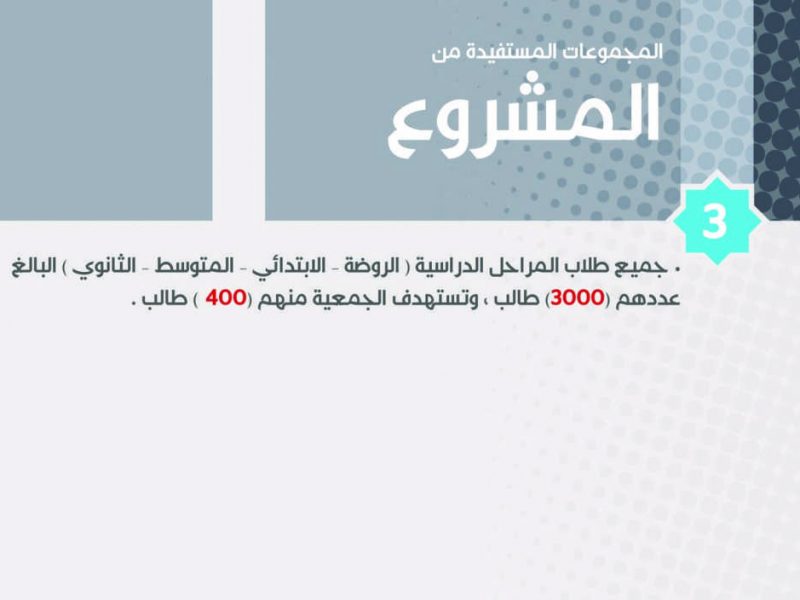 المجموعات المستفيدة من
المشروع
3
• جميع طلاب المراحل الدراسية ( الروضة - الابتدائي - المتوسط - الثانوي ) البالغ
عددهم (3000) طالب ، وتستهدف الجمعية منهم (400 ) طالب .